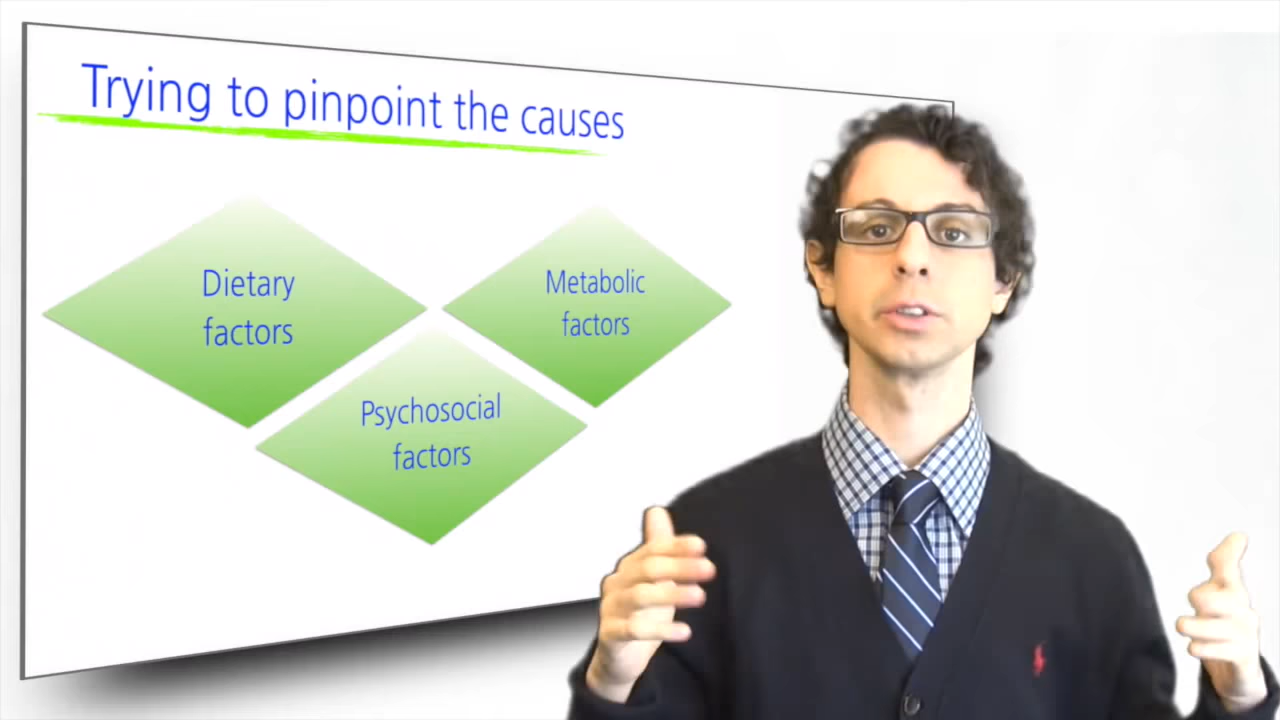 Trying to pinpoint the causes
Dietary
factors
Metabolic
factors
Psychosocial
factors